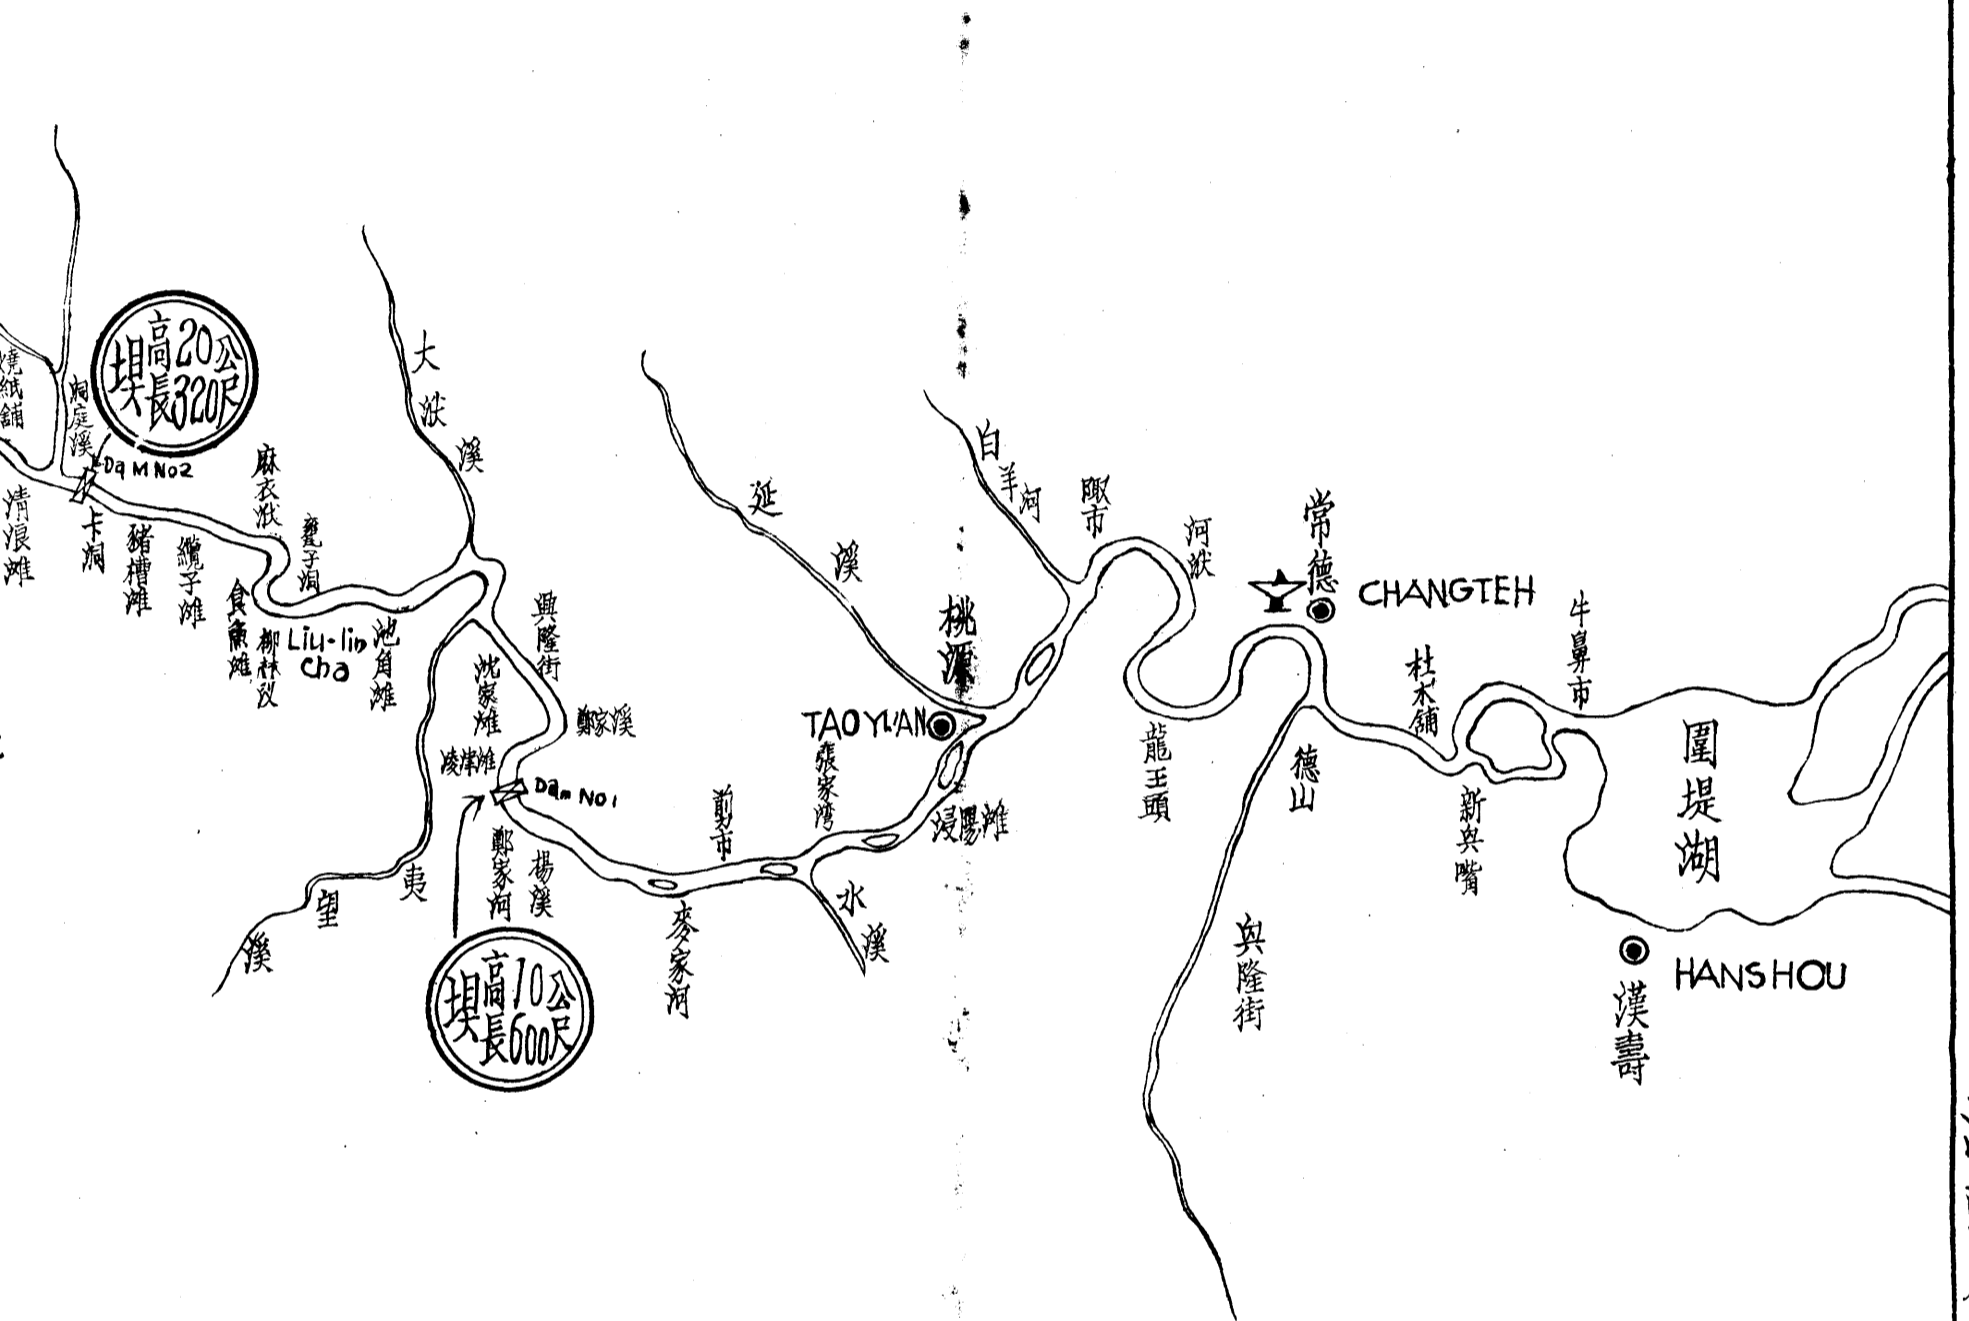 燒紙舖
洞庭溪
壩
高20公尺
長320
Dam No2
清浪灘
卡洞
豬槽灘
纜子灘
麻衣洑
甕子洞
食魚灘
柳林汊
Liu-lin
Cha
池角灘
大洑溪
興隆街
沈家灘
鄭家溪
凌津灘
Dam No1
鄭家河
楊溪
夷望溪
壩
高10公尺
長600
剪市
麥家河
張家湾
水溪
延溪
桃源
TAOYUAN
浸陽灘
白羊河
陬市
河洑
龍王頭
常德
CHANGTEH
德山
興隆街
杜木舖
新興嘴
牛鼻市
圍堤湖
HANSHOU
漢壽